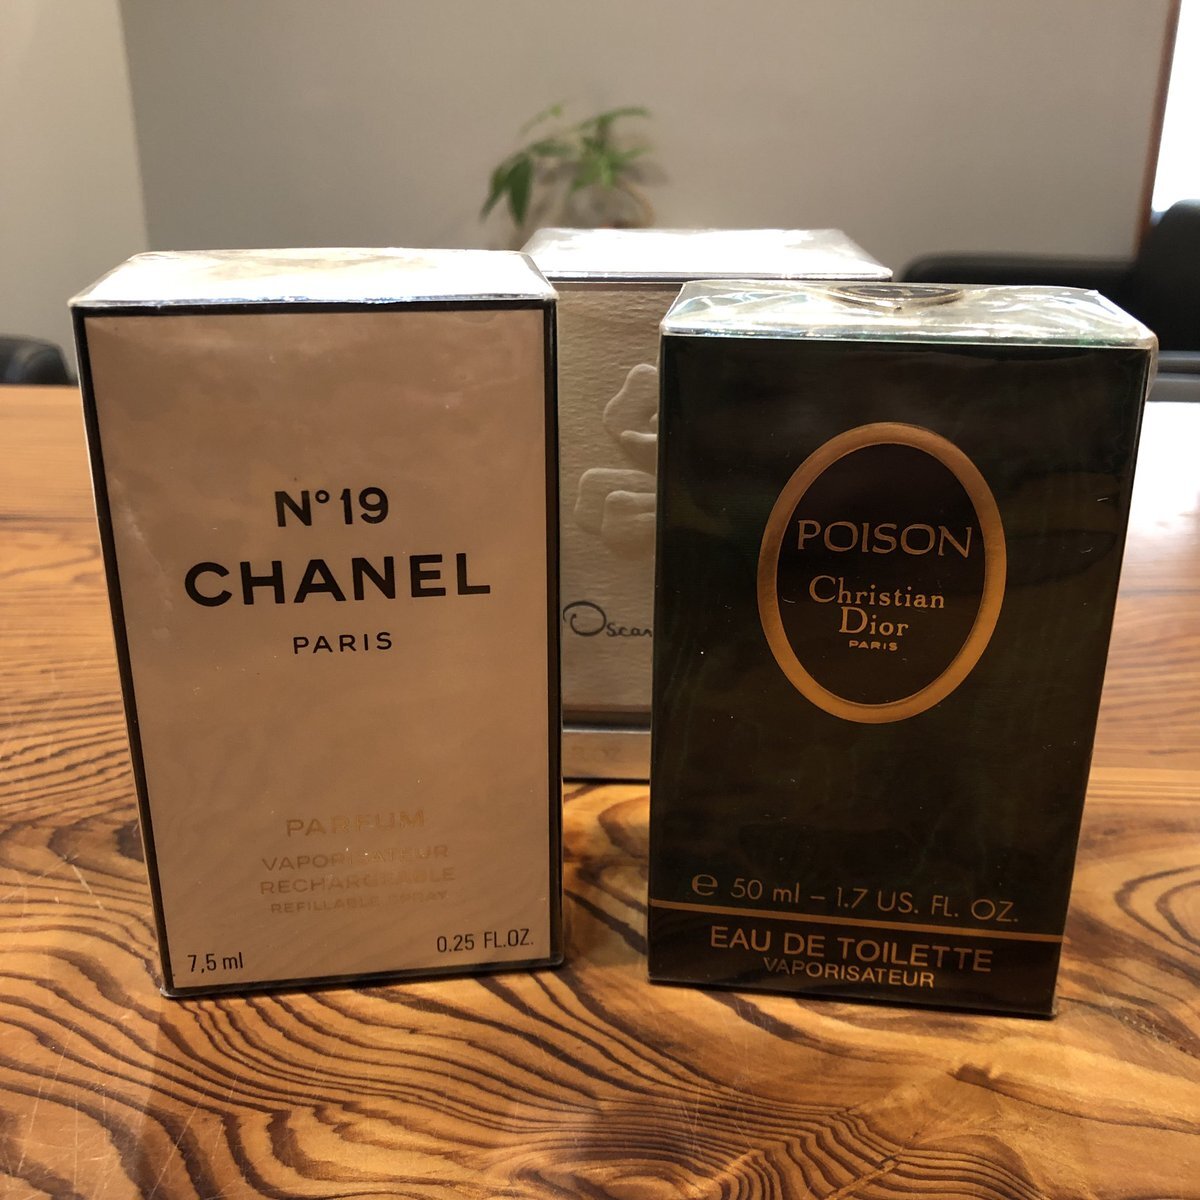 N°19
CHANEL
PARIS
PARFUM
VAPORISATEUR
RECHARGEABLE
REFILLABLE SPRAY
7,5 ml
0.25 FL.OZ.
Oscar
POISON
Christian
Dior
PARIS
e 50 ml – 1.7 US. FL. OZ.
EAU DE TOILETTE
VAPORISATEUR